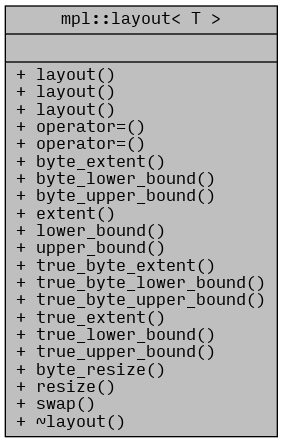 mpl::layout< T >
+ layout()
+ layout()
+ layout()
+ operator=()
+ operator=()
+ byte_extent()
+ byte_lower_bound()
+ byte_upper_bound()
+ extent()
+ lower_bound()
+ upper_bound()
+ true_byte_extent()
+ true_byte_lower_bound()
+ true_byte_upper_bound()
+ true_extent()
+ true_lower_bound()
+ true_upper_bound()
+ byte_resize()
+ resize()
+ swap()
+ ~layout()